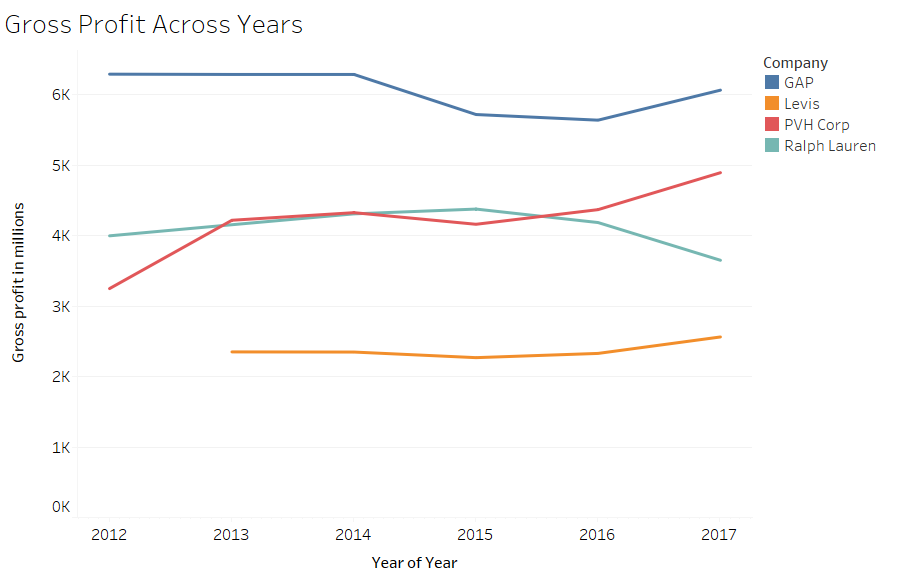 Gross Profit Across Years
Company
GAP
Levis
PVH Corp
Ralph Lauren
Gross profit in millions
6K
5K
4K
3K
2K
1K
0K
2012 2013 2014 2015 2016 2017
Year of Year